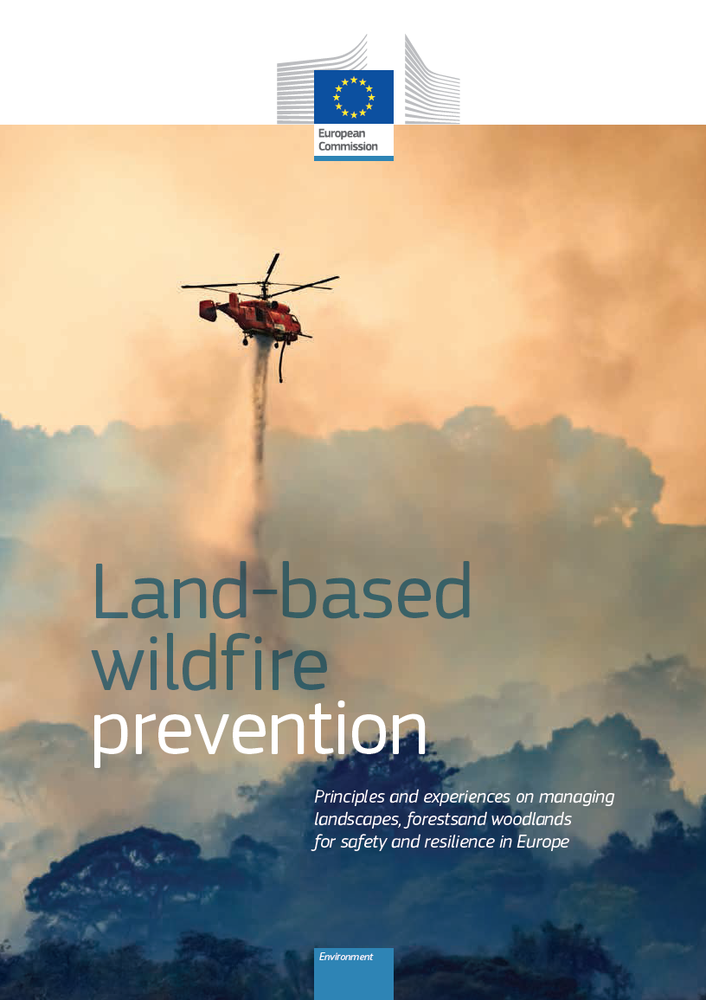 European
Commission
Land-based
wildfire
prevention
Principles and experiences on managing
landscapes, forestsand woodlands
for safety and resilience in Europe
Environment